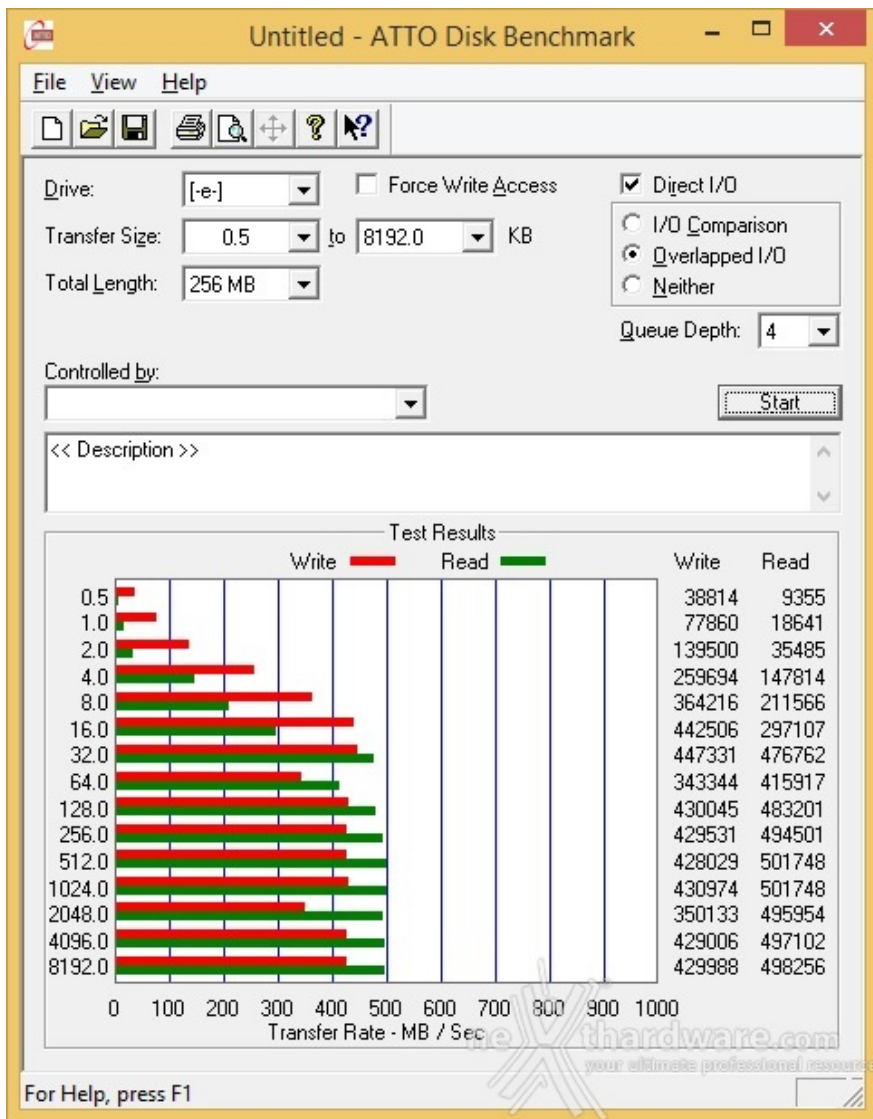 Untitled - ATTO Disk Benchmark
File View Help
Drive: [-e-] Force Write Access Direct I/O
Transfer Size: 0.5 to 8192.0 KB I/O Comparison
Overlapped I/O
Total Length: 256 MB Neither
Queue Depth: 4
Controlled by:
Start
<< Description >>
Test Results
Write Read Write Read
0.5 38814 9355
1.0 77860 18641
2.0 139500 35485
4.0 259694 147814
8.0 364216 211566
16.0 442506 297107
32.0 447331 476762
64.0 343344 415917
128.0 430045 483201
256.0 429531 494501
512.0 428029 501748
1024.0 430974 501748
2048.0 350133 495954
4096.0 429006 497102
8192.0 429988 498256
0 100 200 300 400 500 600 700 800 900 1000
Transfer Rate - MB / Sec
neXthardware.com
your ultimate professional resource
For Help, press F1